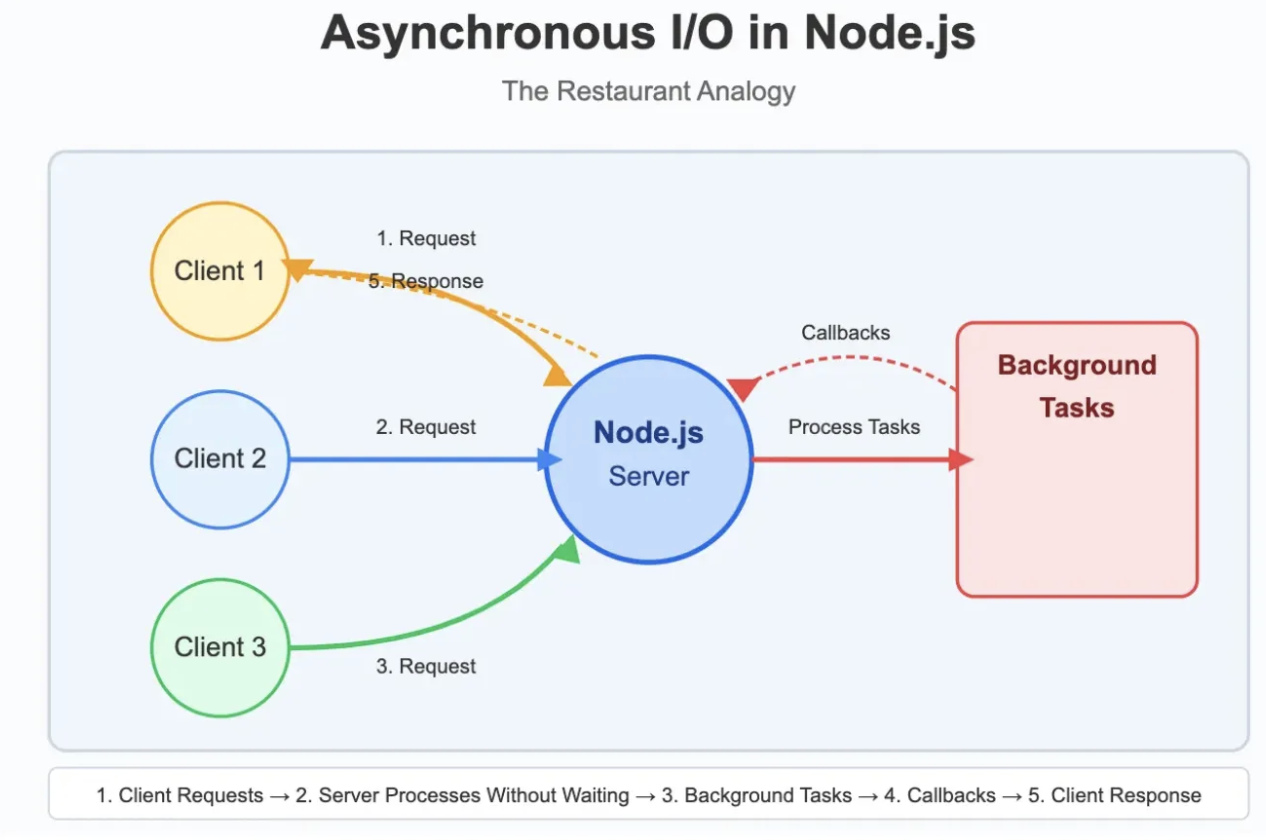 Asynchronous I/O in Node.js
The Restaurant Analogy
Client 1
1. Request
5. Response
Client 2
2. Request
Client 3
3. Request
Node.js
Server
Callbacks
Process Tasks
Background
Tasks
1. Client Requests → 2. Server Processes Without Waiting → 3. Background Tasks → 4. Callbacks → 5. Client Response